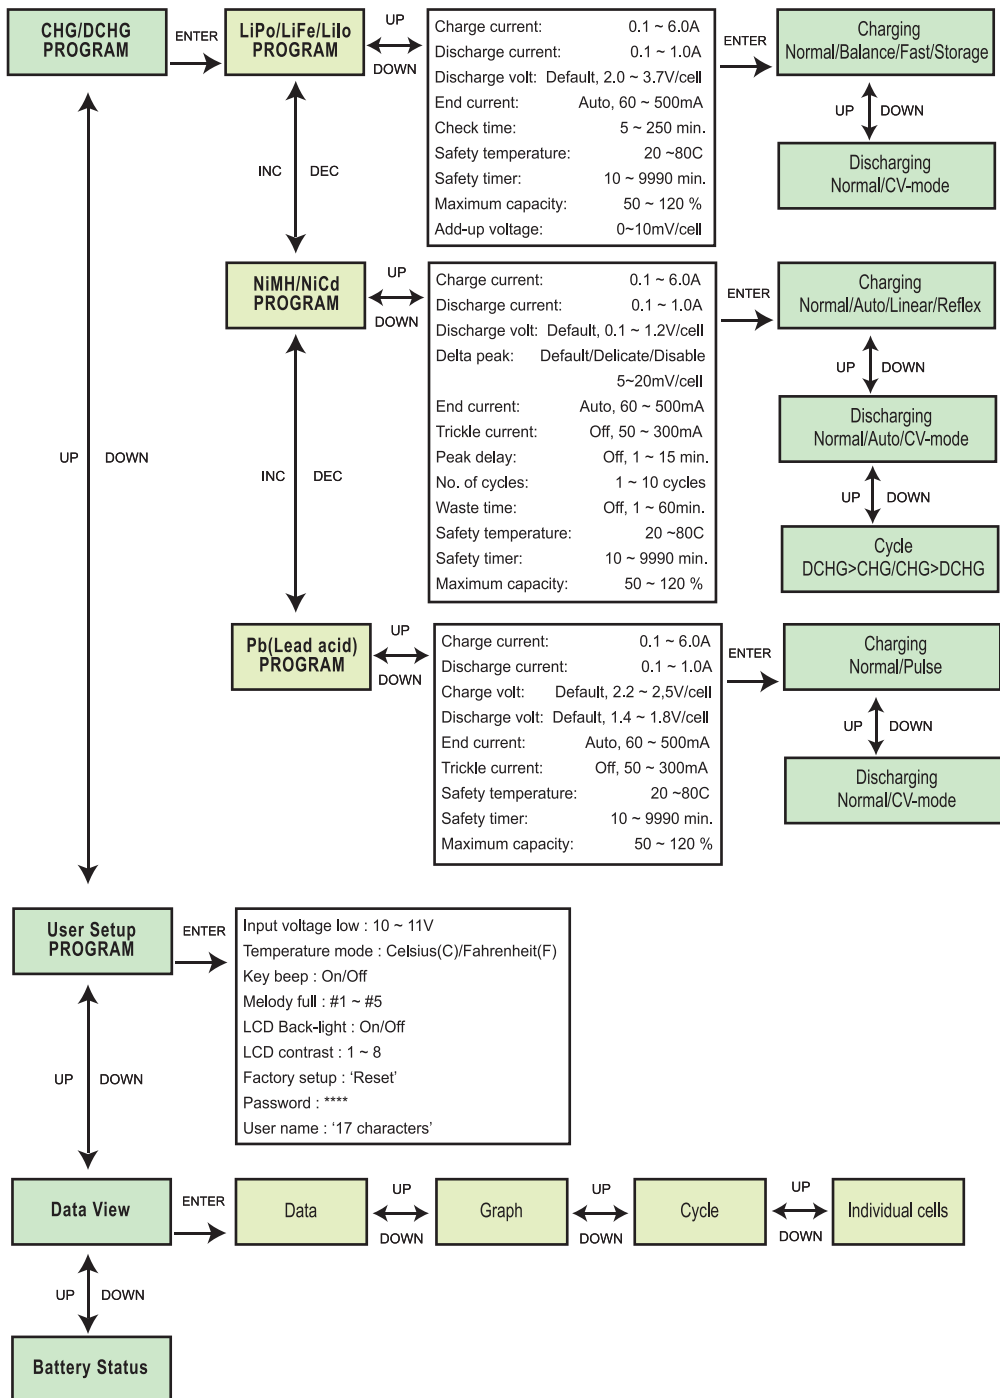 CHG/DCHG
PROGRAM
ENTER
LiPo/LiFe/LiIo
PROGRAM
UP
DOWN
Charge current: 0.1 ~ 6.0A
Discharge current: 0.1 ~ 1.0A
Discharge volt: Default, 2.0 ~ 3.7V/cell
End current: Auto, 60 ~ 500mA
Check time: 5 ~ 250 min.
Safety temperature: 20 ~80C
Safety timer: 10 ~ 9990 min.
Maximum capacity: 50 ~ 120 %
Add-up voltage: 0~10mV/cell
ENTER
Charging
Normal/Balance/Fast/Storage
UP DOWN
Discharging
Normal/CV-mode
INC DEC
NiMH/NiCd
PROGRAM
UP
DOWN
Charge current: 0.1 ~ 6.0A
Discharge current: 0.1 ~ 1.0A
Discharge volt: Default, 0.1 ~ 1.2V/cell
Delta peak: Default/Delicate/Disable
5~20mV/cell
End current: Auto, 60 ~ 500mA
Trickle current: Off, 50 ~ 300mA
Peak delay: Off, 1 ~ 15 min.
No. of cycles: 1 ~ 10 cycles
Waste time: Off, 1 ~ 60min.
Safety temperature: 20 ~80C
Safety timer: 10 ~ 9990 min.
Maximum capacity: 50 ~ 120 %
ENTER
Charging
Normal/Auto/Linear/Reflex
UP DOWN
Discharging
Normal/Auto/CV-mode
UP DOWN
Cycle
DCHG>CHG/CHG>DCHG
UP DOWN
INC DEC
Pb(Lead acid)
PROGRAM
UP
DOWN
Charge current: 0.1 ~ 6.0A
Discharge current: 0.1 ~ 1.0A
Charge volt: Default, 2.2 ~ 2,5V/cell
Discharge volt: Default, 1.4 ~ 1.8V/cell
End current: Auto, 60 ~ 500mA
Trickle current: Off, 50 ~ 300mA
Safety temperature: 20 ~80C
Safety timer: 10 ~ 9990 min.
Maximum capacity: 50 ~ 120 %
ENTER
Charging
Normal/Pulse
UP DOWN
Discharging
Normal/CV-mode
User Setup
PROGRAM
ENTER
Input voltage low : 10 ~ 11V
Temperature mode : Celsius(C)/Fahrenheit(F)
Key beep : On/Off
Melody full : #1 ~ #5
LCD Back-light : On/Off
LCD contrast : 1 ~ 8
Factory setup : ‘Reset’
Password : ****
User name : ‘17 characters’
UP DOWN
Data View
ENTER
Data
UP
DOWN
Graph
UP
DOWN
Cycle
UP
DOWN
Individual cells
UP DOWN
Battery Status